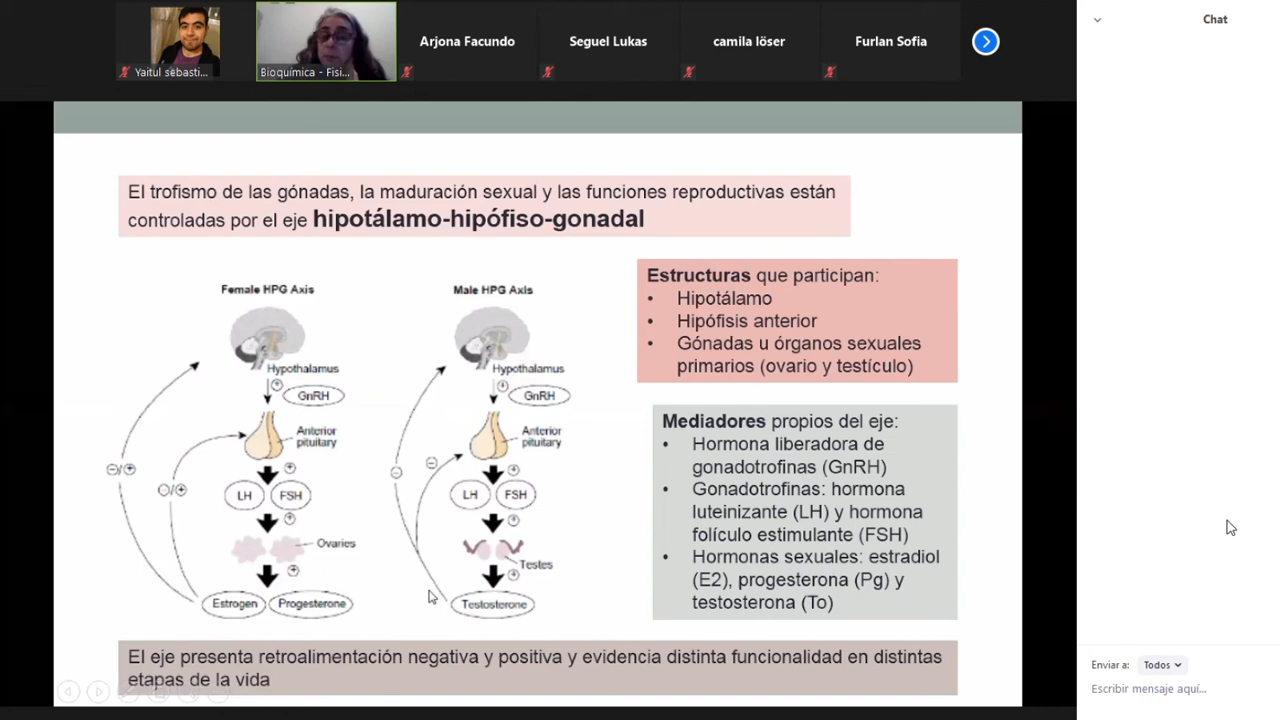 Yaitul sebasti...
Bioquímica - Fisi...
Arjona Facundo
Seguel Lukas
camila löser
Furlan Sofia
Chat
El trofismo de las gónadas, la maduración sexual y las funciones reproductivas están
controladas por el eje hipotálamo-hipófiso-gonadal
Female HPG Axis
Hypothalamus
GnRH
Anterior
pituitary
LH
FSH
Ovaries
Estrogen
Progesterone
Male HPG Axis
Hypothalamus
GnRH
Anterior
pituitary
LH
FSH
Testes
Testosterone
Estructuras que participan:
• Hipotálamo
• Hipófisis anterior
• Gónadas u órganos sexuales
primarios (ovario y testículo)
Mediadores propios del eje:
• Hormona liberadora de
gonadotrofinas (GnRH)
• Gonadotrofinas: hormona
luteinizante (LH) y hormona
folículo estimulante (FSH)
• Hormonas sexuales: estradiol
(E2), progesterona (Pg) y
testosterona (To)
El eje presenta retroalimentación negativa y positiva y evidencia distinta funcionalidad en distintas
etapas de la vida
Enviar a: Todos
Escribir mensaje aquí...